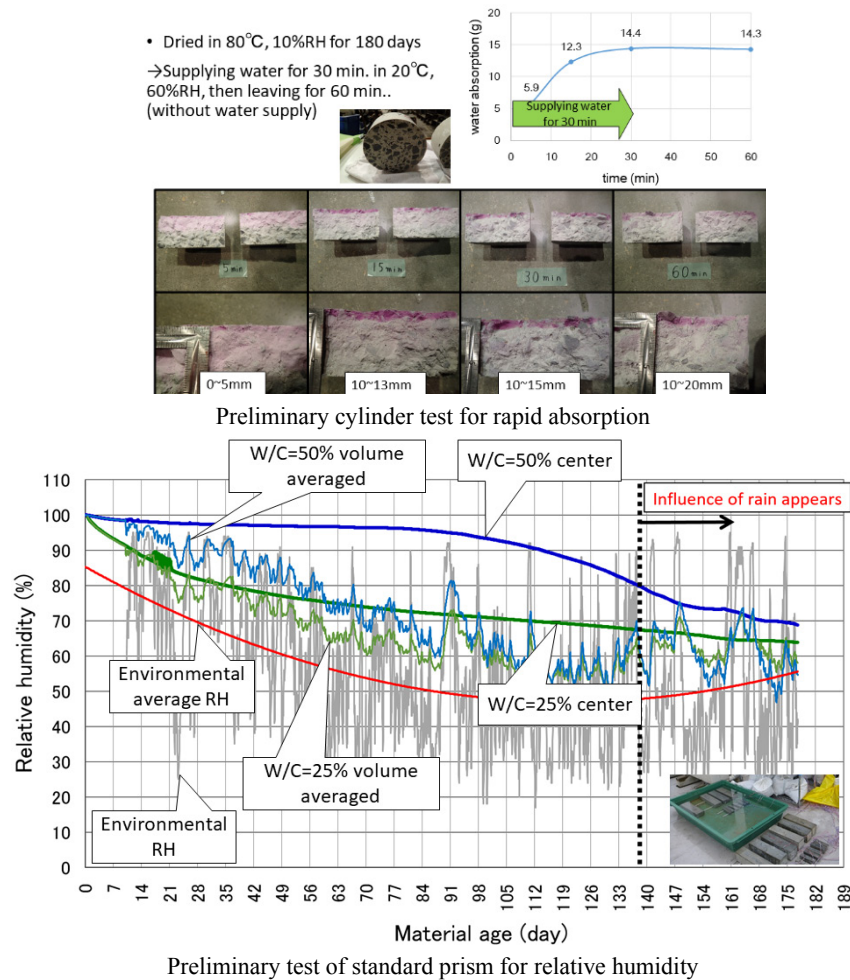 • Dried in 80℃, 10%RH for 180 days
→Supplying water for 30 min. in 20℃,
60%RH, then leaving for 60 min..
(without water supply)
water absorption(g)
20
15
10
5
0
5.9
12.3
14.4
14.3
Supplying water
for 30 min
0 10 20 30 40 50 60
time (min)
5min
15min
30min
60min
0~5mm
10~13mm
10~15mm
10~20mm
Preliminary cylinder test for rapid absorption
W/C=50% volume
averaged
W/C=50% center
Influence of rain appears
Relative humidity (%)
110
100
90
80
70
60
50
40
30
20
10
0
Environmental
average RH
W/C=25% center
W/C=25% volume
averaged
Environmental
RH
0 7 14 21 28 35 42 49 56 63 70 77 84 91 98 105 112 119 126 133 140 147 154 161 168 175 182 189
Material age (day)
Preliminary test of standard prism for relative humidity